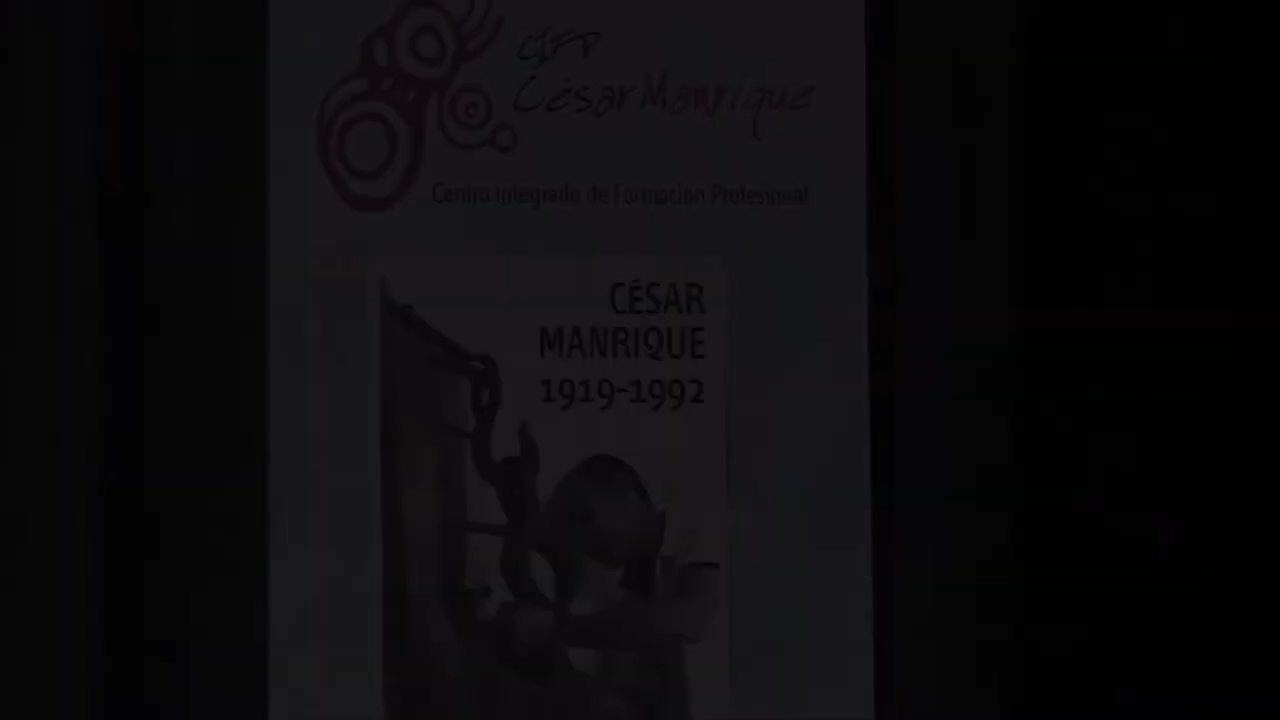 CIFP
César Manrique
Centro Integrado de Formación Profesional
CÉSAR
MANRIQUE
1919-1992